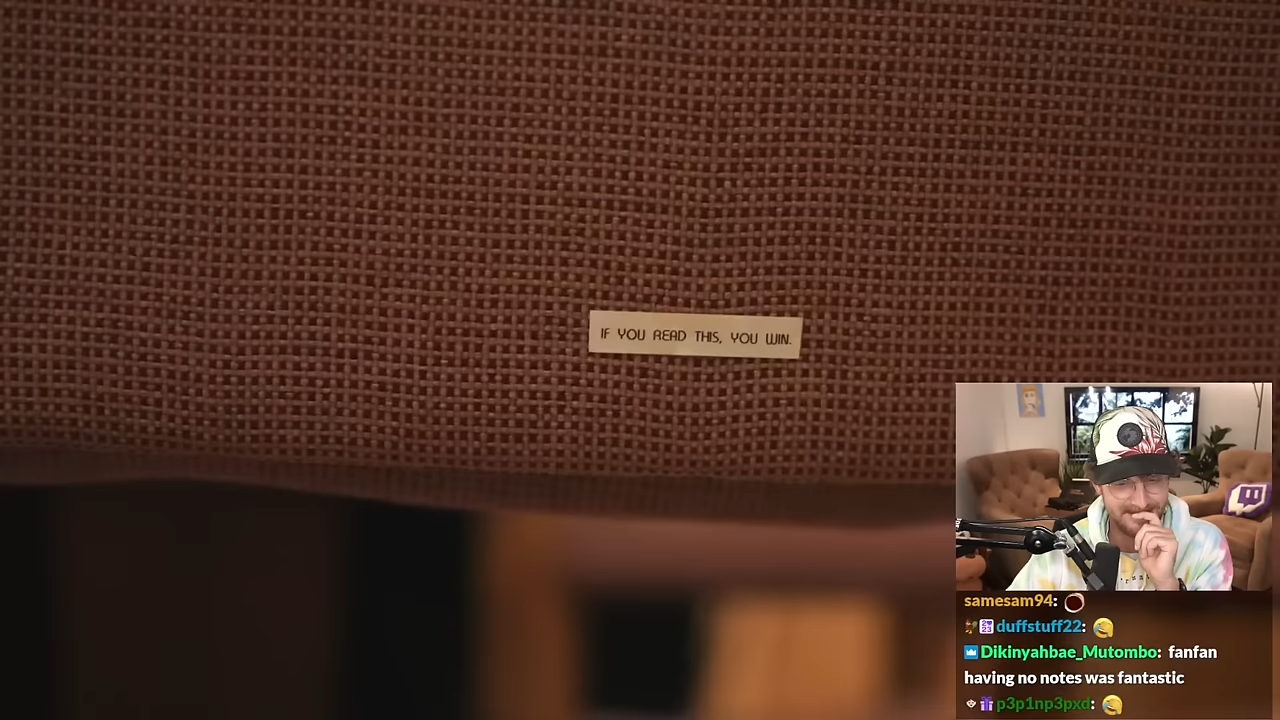 IF YOU READ THIS, YOU WIN.
samesam94:
duffstuff22:
Dikinyahbae_Mutombo: fanfan
having no notes was fantastic
p3p1np3pxd: